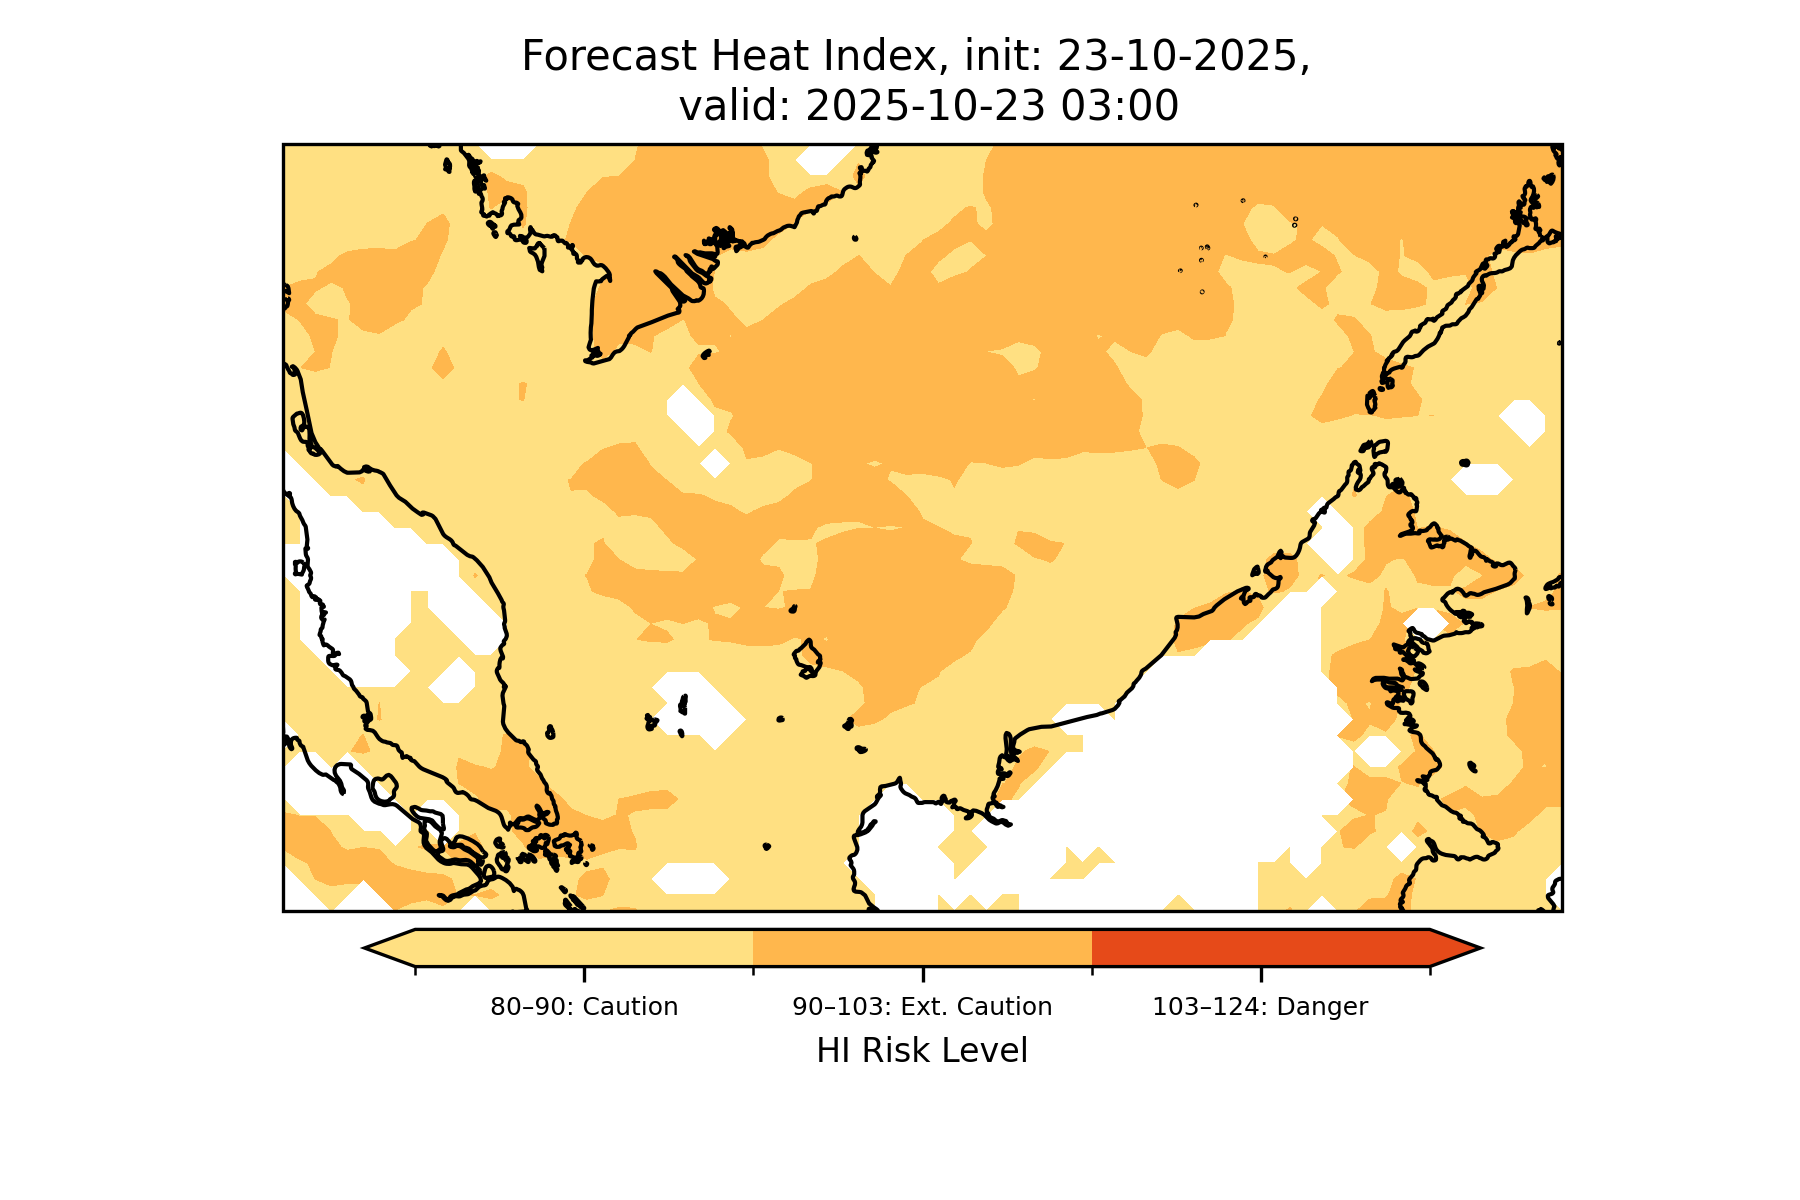 Forecast Heat Index, init: 23-10-2025,
valid: 2025-10-23 03:00
80–90: Caution
90–103: Ext. Caution
103–124: Danger
HI Risk Level